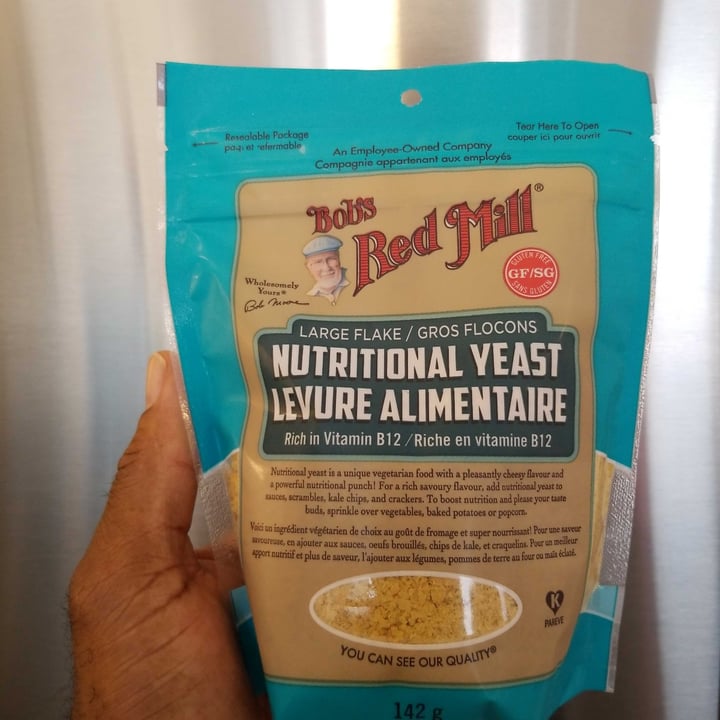 Resealable Package
Tear Here To Open
couper ici pour ouvrir
An Employee-Owned Company
Compagnie appartenant aux employés
Bob's
Red Mill®
GLUTEN FREE
GF/SG
SANS GLUTEN
Wholesomely
Yours®
Bob Moore
LARGE FLAKE / GROS FLOCONS
NUTRITIONAL YEAST
LEVURE ALIMENTAIRE
Rich in Vitamin B12 / Riche en vitamine B12
Nutritional yeast is a unique vegetarian food with a pleasantly cheesy flavour and
a powerful nutritional punch! For a rich savoury flavour, add nutritional yeast to
sauces, scrambles, kale chips, and crackers. To boost nutrition and please your taste
buds, sprinkle over vegetables, baked potatoes or popcorn.
Voici un ingrédient végétarien de choix au goût de fromage et super nourrissant! Pour une saveur
savoureuse, en ajouter aux sauces, oeufs brouillés, chips de kale, et craquelins. Pour un meilleur
apport nutritif et plus de saveur, l'ajouter aux légumes, pommes de terre au four ou maïs éclaté.
K
PAREVE
YOU CAN SEE OUR QUALITY®
142 g